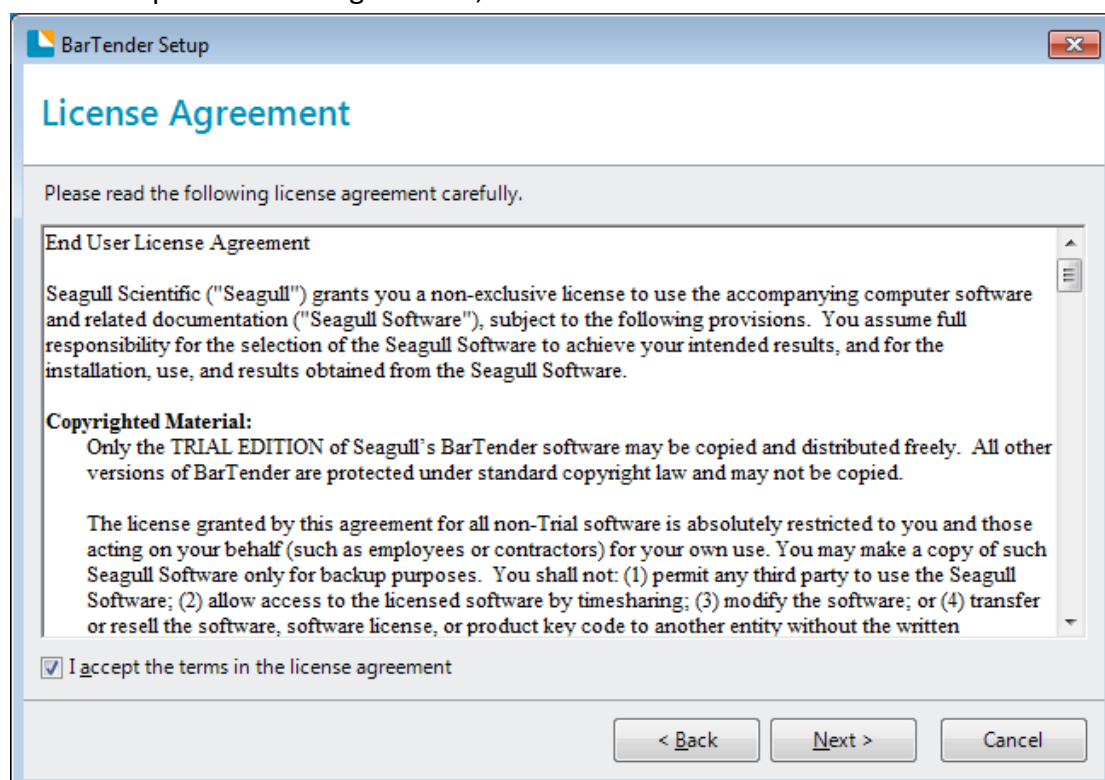 BarTender Setup
License Agreement
Please read the following license agreement carefully.
End User License Agreement
Seagull Scientific ("Seagull") grants you a non-exclusive license to use the accompanying computer software
and related documentation ("Seagull Software"), subject to the following provisions.  You assume full
responsibility for the selection of the Seagull Software to achieve your intended results, and for the
installation, use, and results obtained from the Seagull Software.
Copyrighted Material:
Only the TRIAL EDITION of Seagull’s BarTender software may be copied and distributed freely.  All other
versions of BarTender are protected under standard copyright law and may not be copied.
The license granted by this agreement for all non-Trial software is absolutely restricted to you and those
acting on your behalf (such as employees or contractors) for your own use. You may make a copy of such
Seagull Software only for backup purposes.  You shall not: (1) permit any third party to use the Seagull
Software; (2) allow access to the licensed software by timesharing; (3) modify the software; or (4) transfer
or resell the software, software license, or product key code to another entity without the written
I accept the terms in the license agreement
< Back Next > Cancel